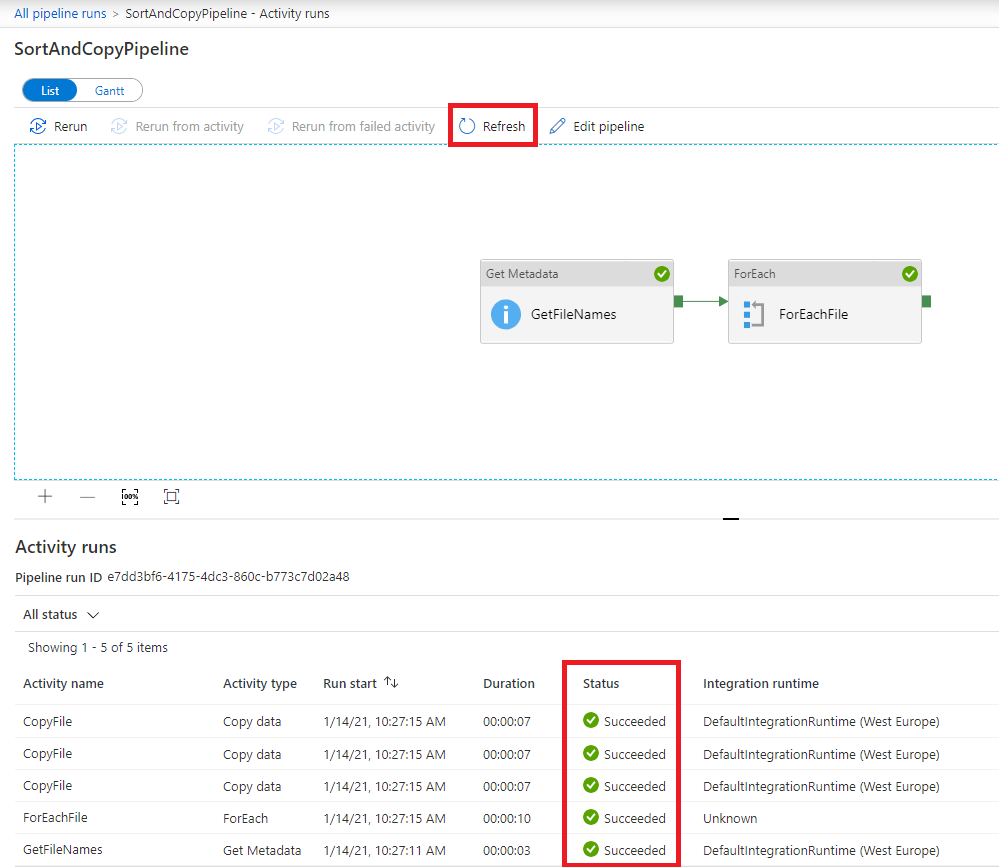 All pipeline runs > SortAndCopyPipeline - Activity runs
SortAndCopyPipeline
List Gantt
Rerun Rerun from activity Rerun from failed activity Refresh Edit pipeline
Get Metadata ForEach
GetFileNames ForEachFile
100%
Activity runs
Pipeline run ID e7dd3bf6-4175-4dc3-860c-b773c7d02a48
All status
Showing 1 - 5 of 5 items
Activity name Activity type Run start Duration Status Integration runtime
CopyFile Copy data 1/14/21, 10:27:15 AM 00:00:07 Succeeded DefaultIntegrationRuntime (West Europe)
CopyFile Copy data 1/14/21, 10:27:15 AM 00:00:07 Succeeded DefaultIntegrationRuntime (West Europe)
CopyFile Copy data 1/14/21, 10:27:15 AM 00:00:07 Succeeded DefaultIntegrationRuntime (West Europe)
ForEachFile ForEach 1/14/21, 10:27:15 AM 00:00:10 Succeeded Unknown
GetFileNames Get Metadata 1/14/21, 10:27:11 AM 00:00:03 Succeeded DefaultIntegrationRuntime (West Europe)